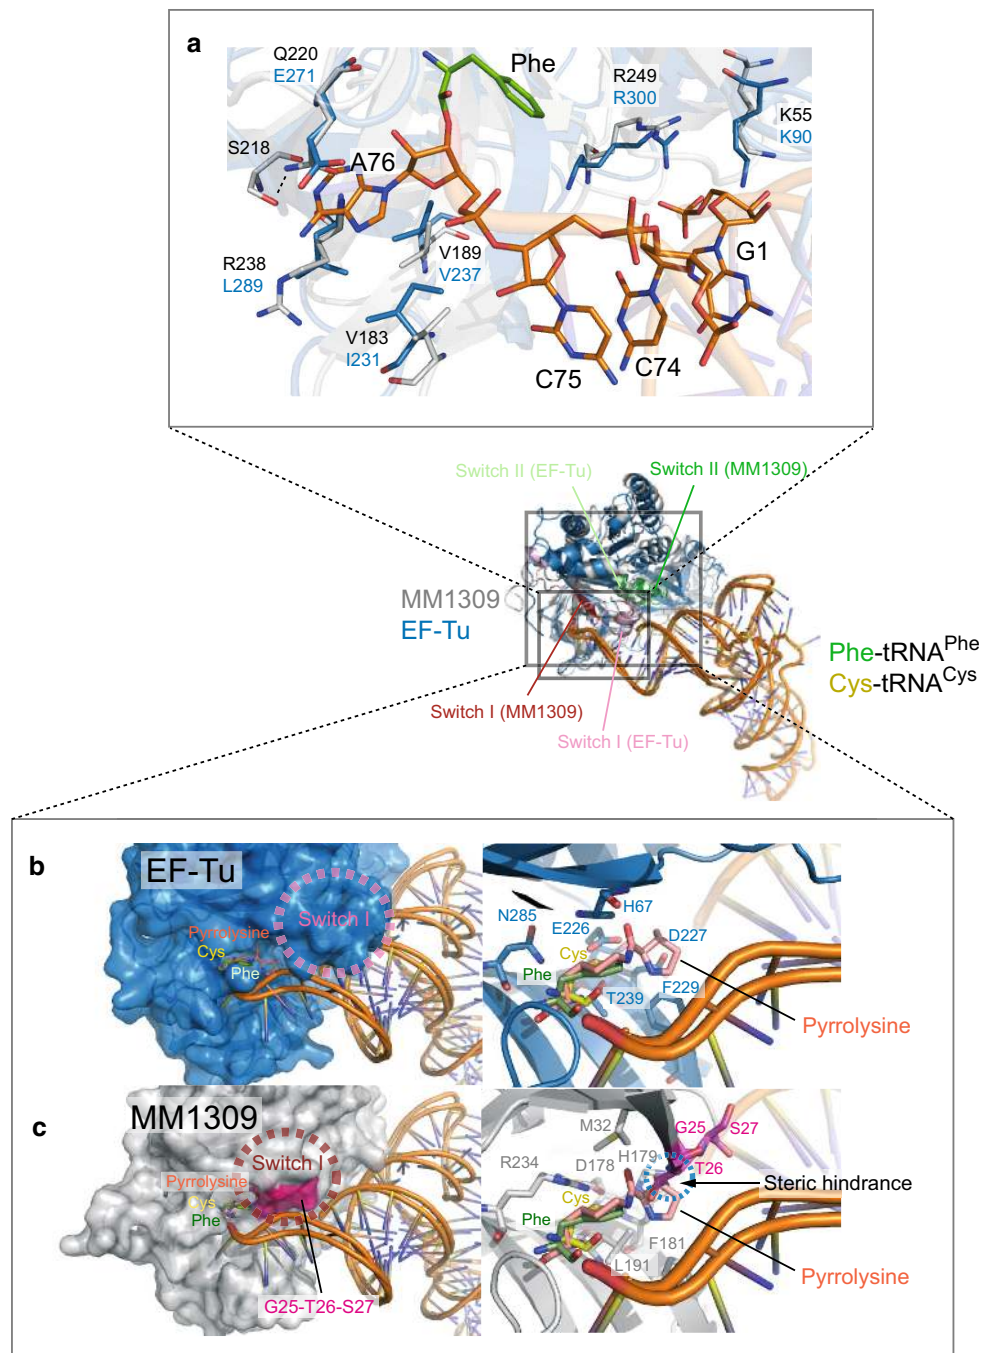 a
Q220
E271
Phe
R249
R300
K55
K90
S218
A76
R238
L289
V189
V237
G1
V183
I231
C75
C74
Switch II (EF-Tu)
Switch II (MM1309)
MM1309
EF-Tu
Phe-tRNAPhe
Cys-tRNACys
Switch I (MM1309)
Switch I (EF-Tu)
b
EF-Tu
Switch I
Pyrrolysine
Cys
Phe
H67
N285
E226
D227
Cys
Phe
T239
F229
Pyrrolysine
c
MM1309
Switch I
Pyrrolysine
Cys
Phe
G25-T26-S27
M32
G25
S27
R234
H179
D178
T26
Steric hindrance
Cys
Phe
F181
L191
Pyrrolysine